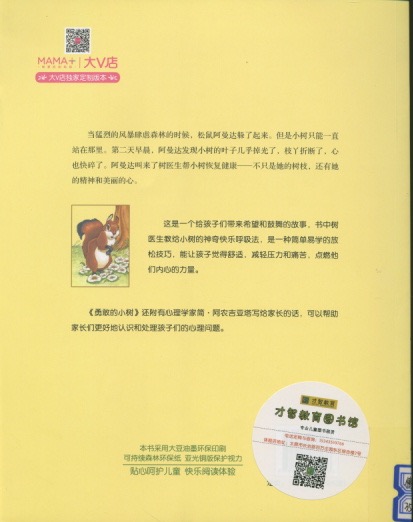 MAMA+ 大V店
大V店独家定制版本
当猛烈的风暴肆虐森林的时候，松鼠阿曼达躲了起来。但是小树只能一直
站在那里。第二天早晨，阿曼达发现小树的叶子几乎掉光了，枝丫折断了，心
也快碎了。阿曼达叫来了树医生帮小树恢复健康——不只是她的树枝，还有她
的精神和美丽的心。
这是一个给孩子们带来希望和鼓舞的故事，书中树
医生教给小树的神奇快乐呼吸法，是一种简单易学的放
松技巧，能让孩子觉得舒适，减轻压力和痛苦，点燃他
们内心的力量。
《勇敢的小树》还附有心理学家简·阿农吉亚塔写给家长的话，可以帮助
家长们更好地认识和处理孩子们的心理问题。
才智教育
才智教育图书馆
本书采用大豆油墨环保印刷
可持续森林环保纸 亚光铜版保护视力
贴心呵护儿童 快乐阅读体验